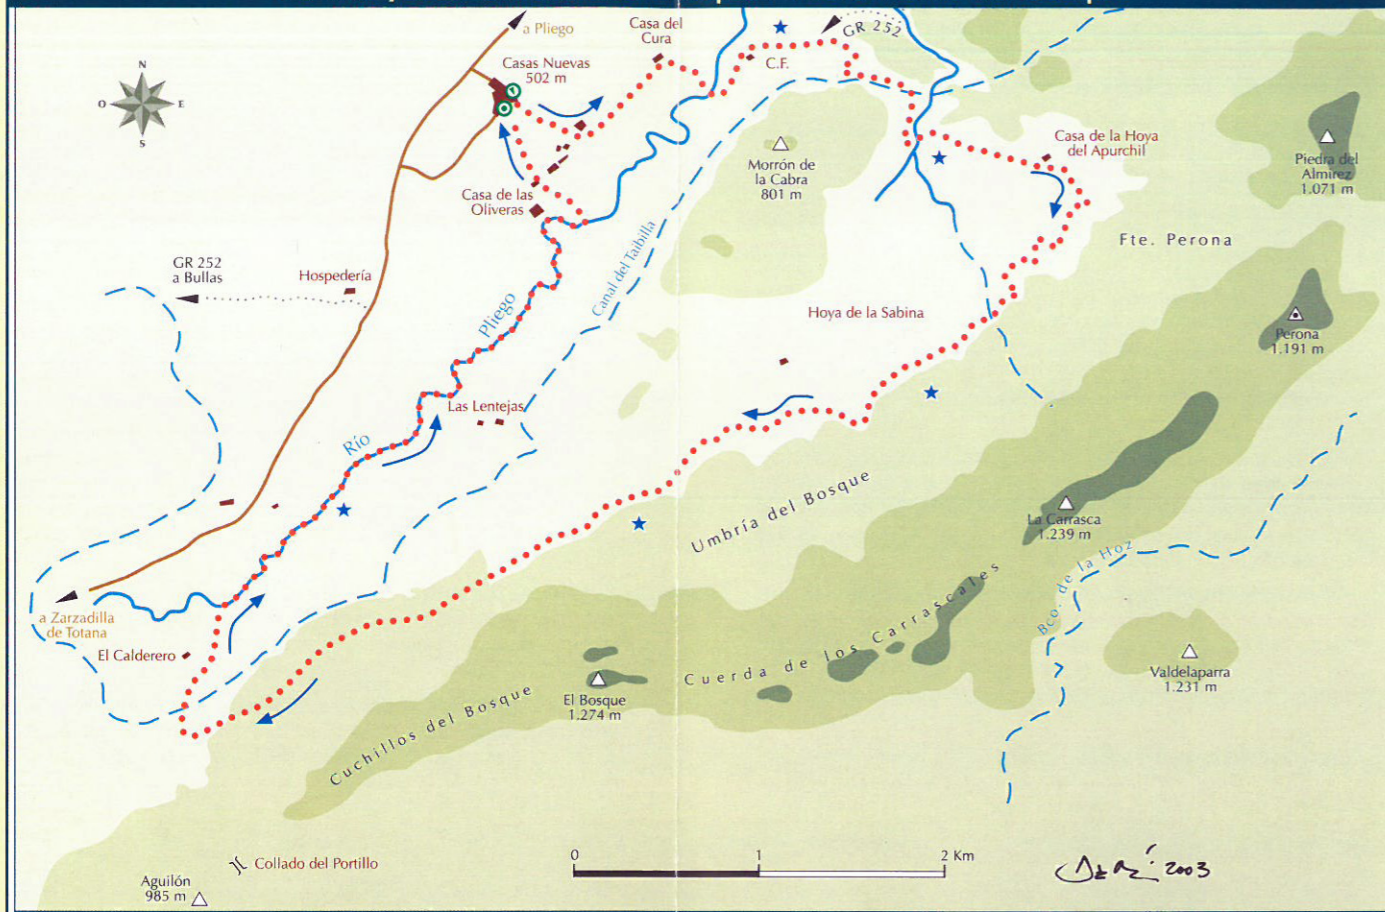 a Pliego
Casa del
Cura
GR 252
C.F.
Casas Nuevas
502 m
N
O
E
S
Casa de la Hoya
del Apurchil
Piedra del
Almirez
1.071 m
Morrón de
la Cabra
801 m
Casa de las
Oliveras
Fte. Perona
GR 252
a Bullas
Hospedería
Canal del Taibilla
Río
Pliego
Hoya de la Sabina
Perona
1.191 m
Las Lentejas
Umbría del Bosque
La Carrasca
1.239 m
Bco. de la Hoz
a Zarzadilla
de Totana
El Calderero
Cuerda de los Carrascales
Valdelaparra
1.231 m
El Bosque
1.274 m
Cuchillos del Bosque
Collado del Portillo
Aguilón
985 m
0
1
2 Km
2003